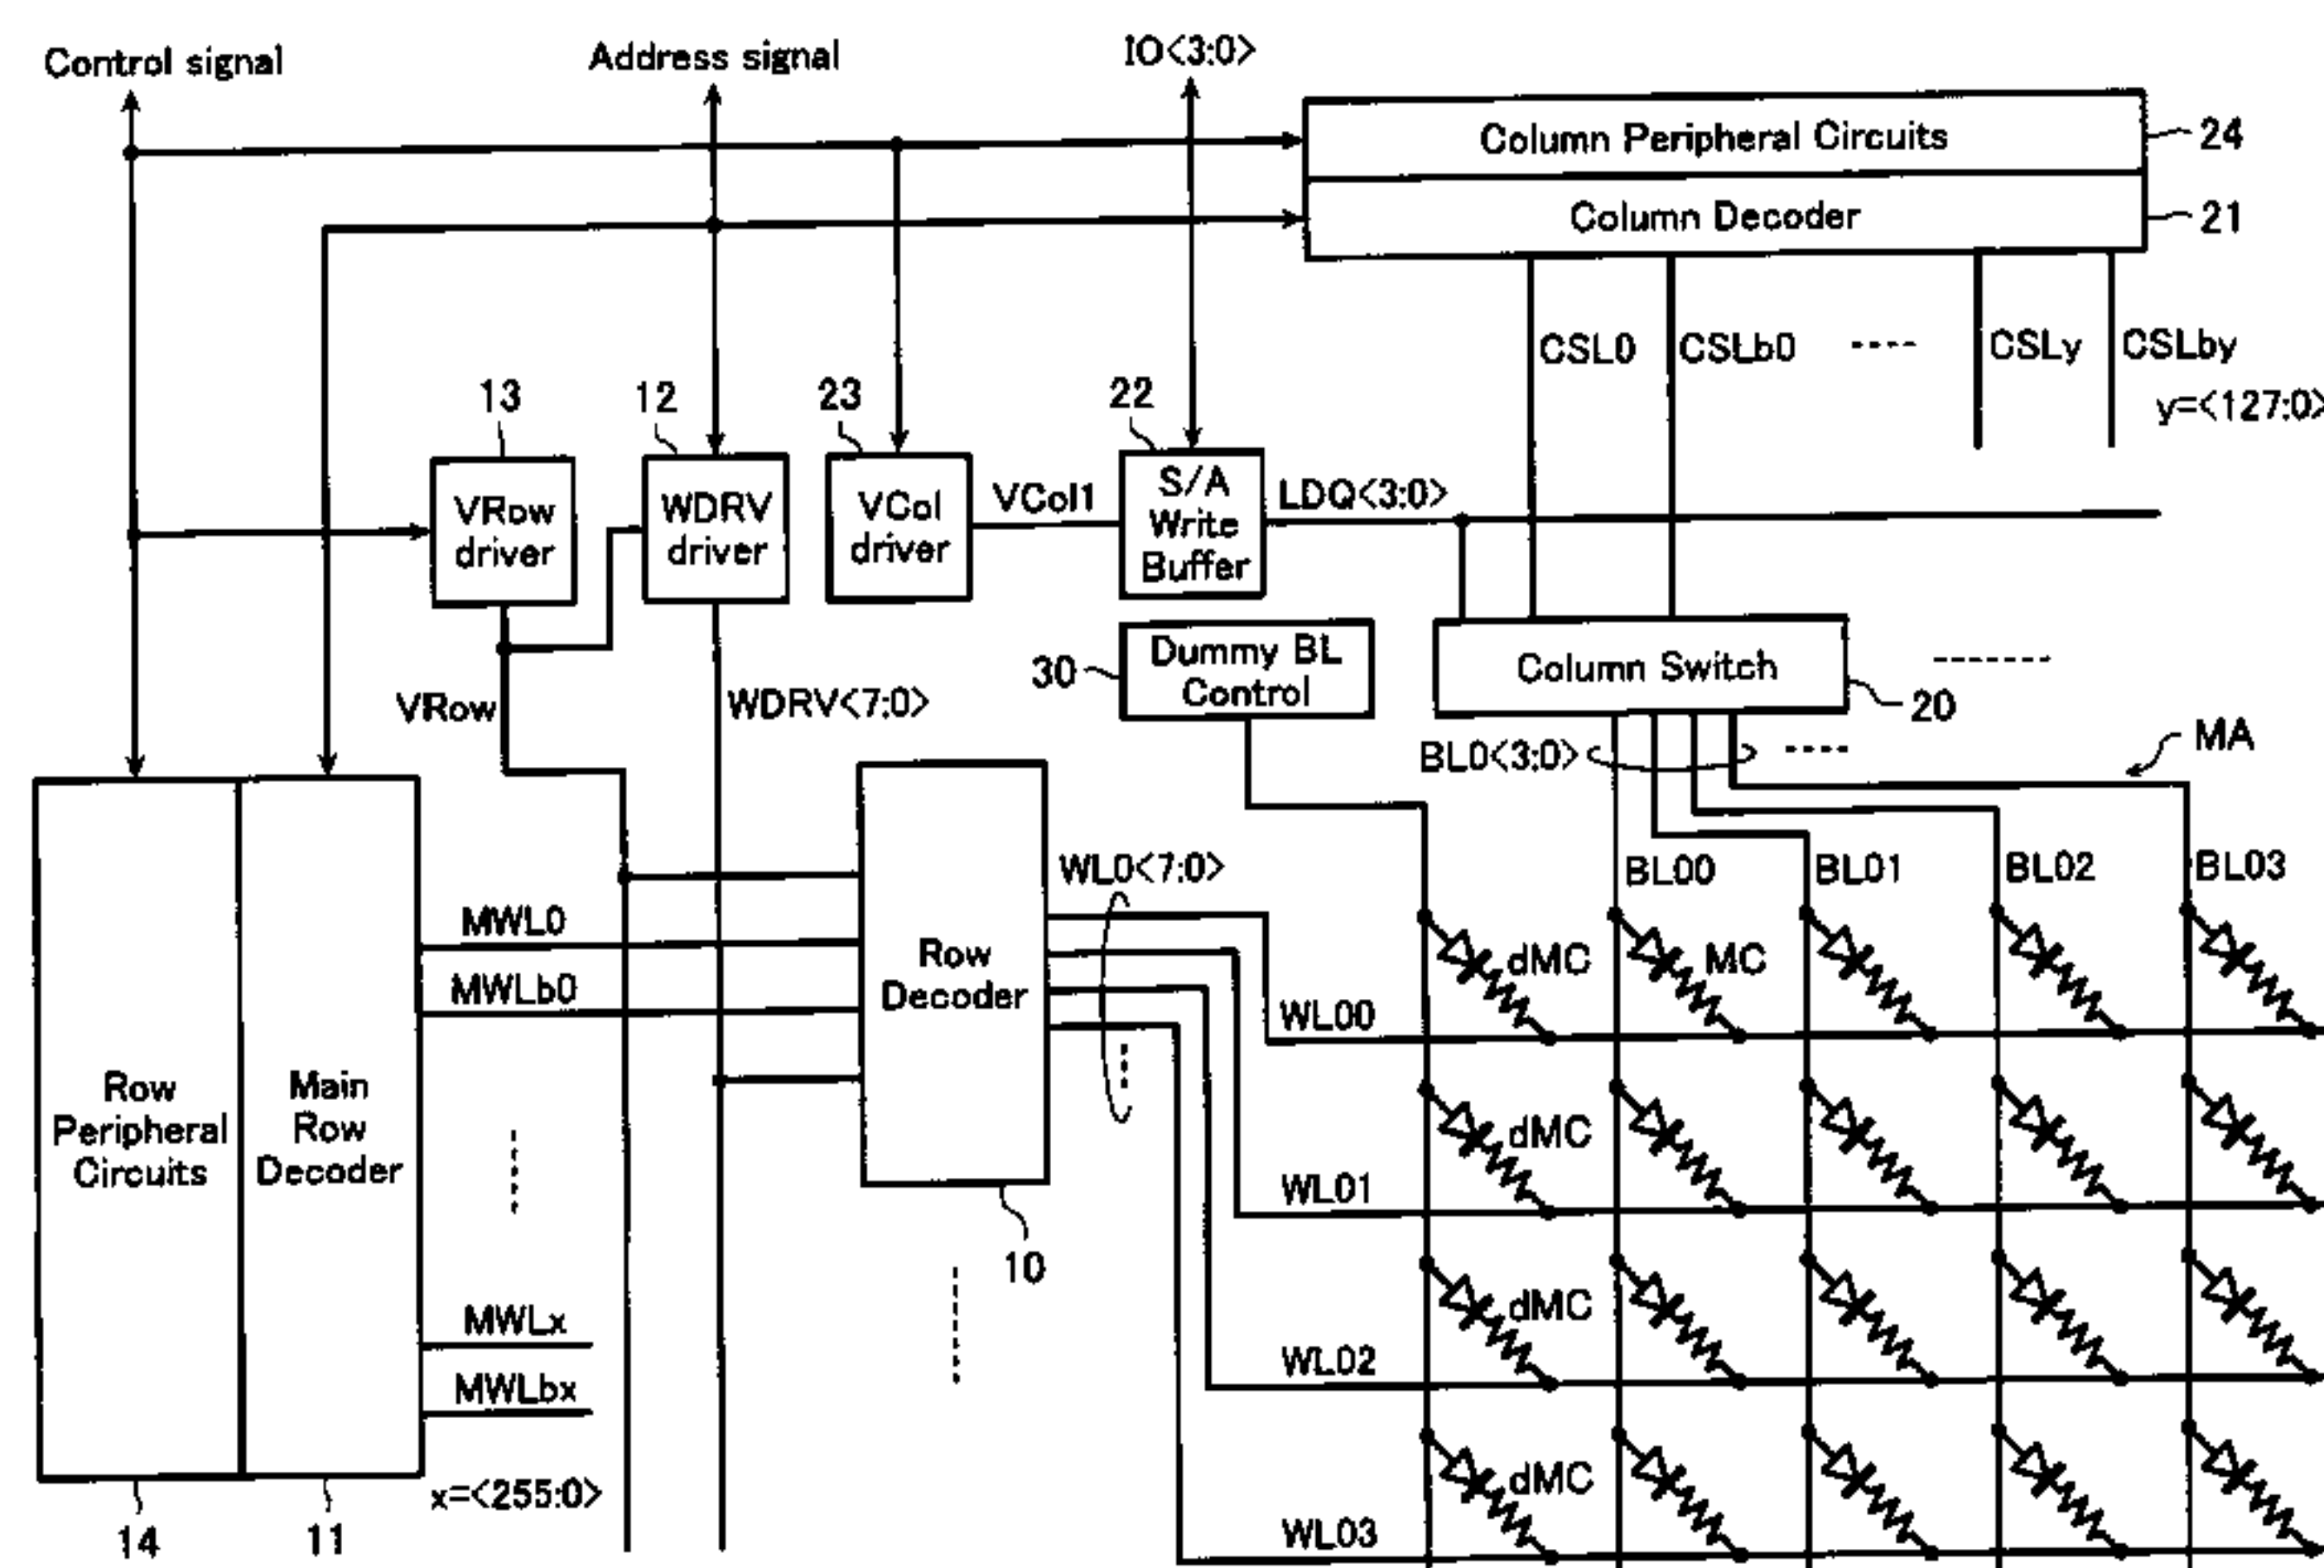 Control signal
Address signal
IO<3:0>
Column Peripheral Circuits
24
Column Decoder
21
CSL0
CSLb0
CSLy
CSLby
y=<127:0>
13
12
23
22
VRow
driver
WDRV
driver
VCol
driver
VCol1
S/A
Write
Buffer
LDQ<3:0>
30
Dummy BL
Control
Column Switch
20
VRow
WDRV<7:0>
BL0<3:0>
MA
WL0<7:0>
BL00
BL01
BL02
BL03
MWL0
MWLb0
Row
Decoder
dMC
MC
WL00
Row
Peripheral
Circuits
Main
Row
Decoder
dMC
WL01
10
MWLx
MWLbx
dMC
WL02
x=<255:0>
14
11
dMC
WL03